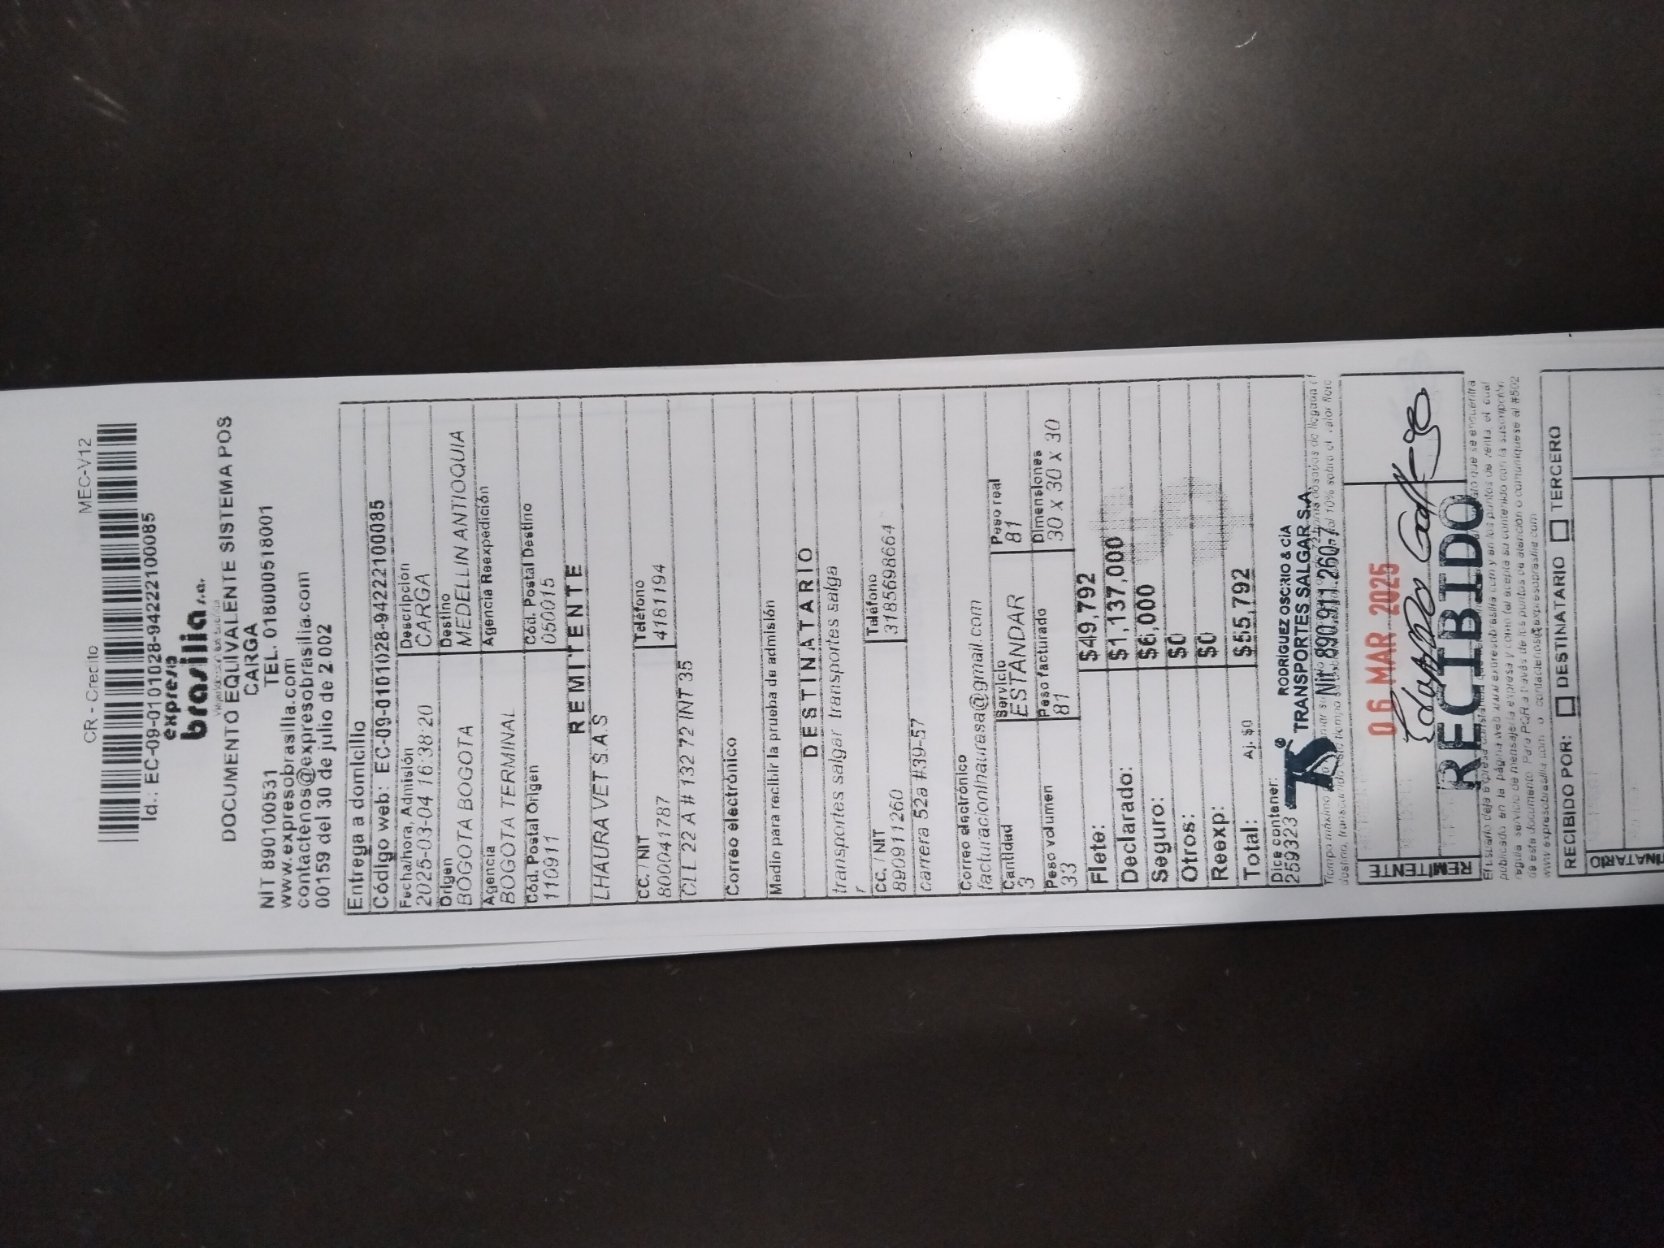 CR - Credito MEC-V12
Id.: EC-09-0101028-94222100085
expreso
brasilia s.a.
DOCUMENTO EQUIVALENTE SISTEMA POS
CARGA
NIT 890100531 TEL. 018000518001
www.expresobrasilia.com
contactenos@expresobrasilia.com
00159 del 30 de julio de 2.002
Entrega a domicilio
Código web: EC-09-0101028-9422210085
Fecha/hora, Admisión Descripción
2025-03-04 16:38:20 CARGA
Origen Destino
BOGOTA BOGOTA MEDELLIN ANTIOQUIA
Agencia Agencia Reexpedición
BOGOTA TERMINAL
Cód. Postal Origen Cód. Postal Destino
110911 050015
REMITENTE
LHAURA VET S.A.S
CC. / NIT Teléfono
800041787 4181194
CLL 22 A # 132 72 INT 35
Correo electrónico
Medio para recibir la prueba de admisión
DESTINATARIO
transportes salgar transportes salga
r
CC. / NIT Teléfono
890911260 3185698664
carrera 52a #39-57
Correo electrónico
facturacionlhaurasa@gmail.com
Cantidad Servicio Peso real
3 ESTANDAR 81
Peso volumen Peso facturado Dimensiones
33 81 30 x 30 x 30
Flete: $49,792
Declarado: $1,137,000
Seguro: $6,000
Otros: $0
Reexp: $0
Total: Aj. $0 $55,792
Dice contener:
259323
RODRIGUEZ OSORIO & CIA
TRANSPORTES SALGAR S.A.
Nit. 890.911.260-7
06 MAR 2025
RECIBIDO
REMITENTE
RECIBIDO POR: DESTINATARIO TERCERO